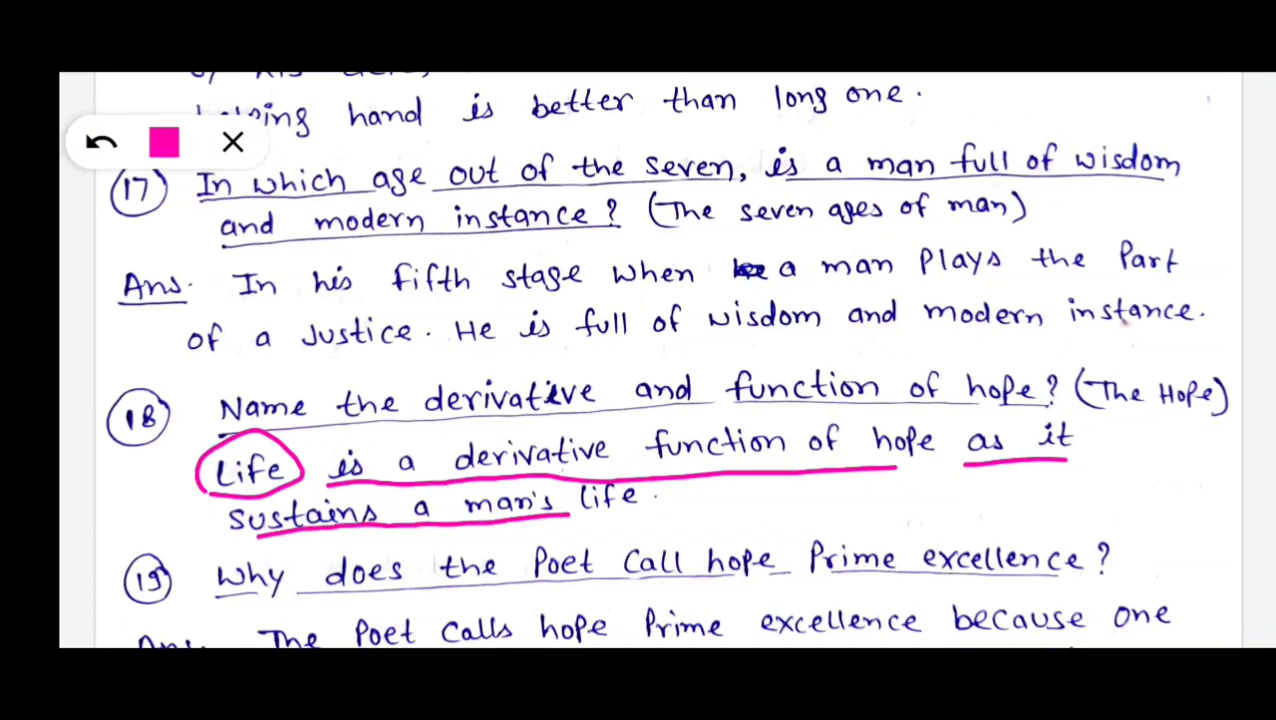 hand is better than long one.
(17) In which age out of the seven, is a man full of wisdom
and modern instance? (The seven ages of man)
Ans. In his fifth stage when a man plays the Part
of a Justice. He is full of wisdom and modern instance.
(18) Name the derivative and function of hope? (The Hope)
Life is a derivative function of hope as it
sustains a man's life.
(19) Why does the Poet Call hope Prime excellence?
Ans. The Poet Calls hope Prime excellence because one